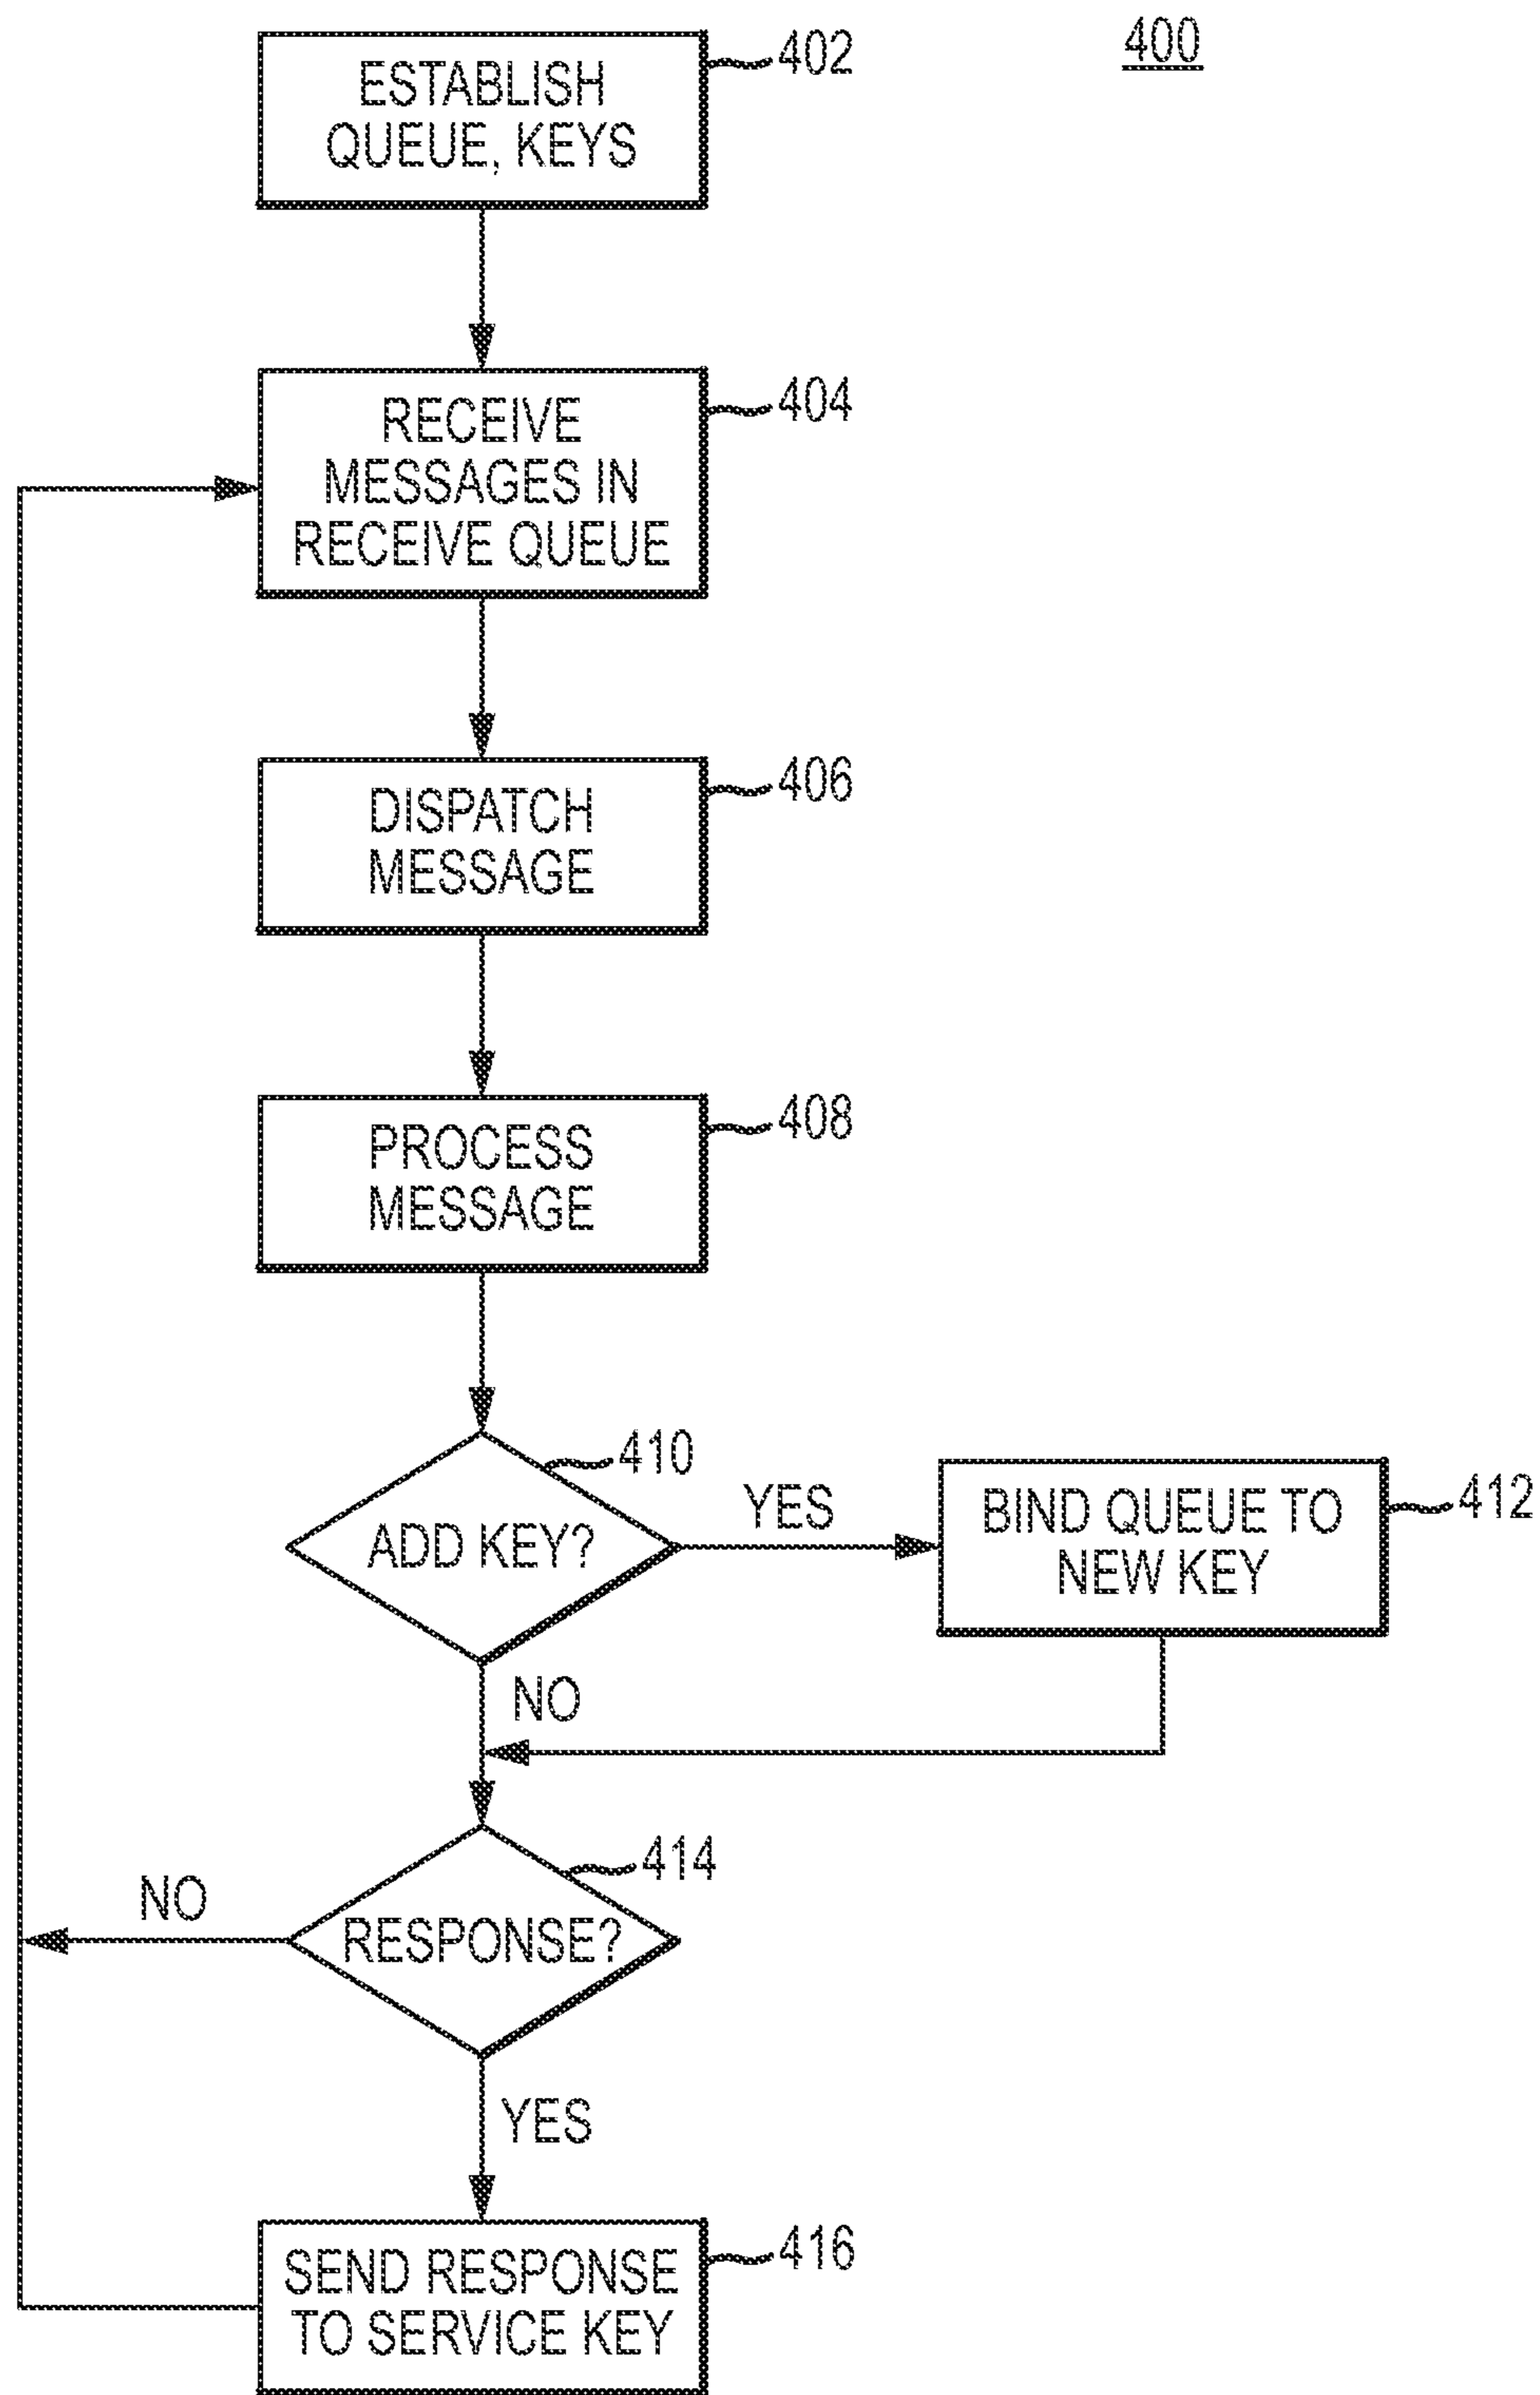 400
ESTABLISH
QUEUE, KEYS
402
RECEIVE
MESSAGES IN
RECEIVE QUEUE
404
DISPATCH
MESSAGE
406
PROCESS
MESSAGE
408
ADD KEY?
410
YES
BIND QUEUE TO
NEW KEY
412
NO
RESPONSE?
414
NO
YES
SEND RESPONSE
TO SERVICE KEY
416